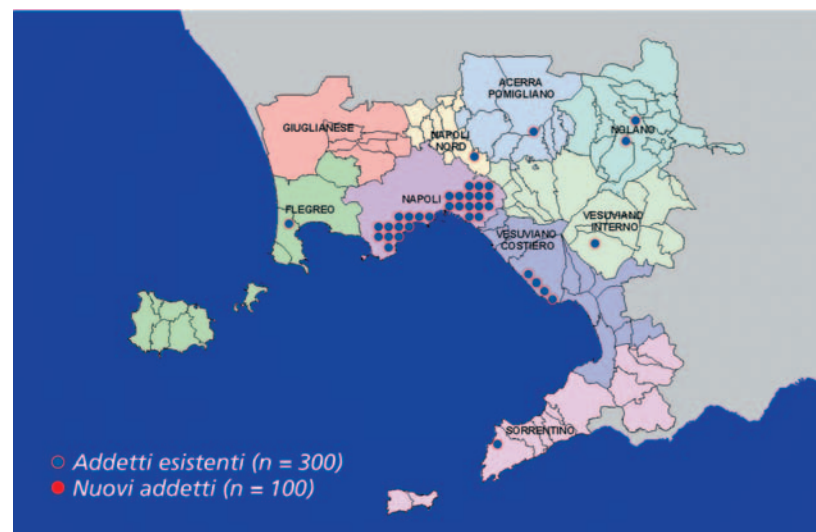 ACERRA
POMIGLIANO
GIUGLIANESE
NAPOLI
NORD
NOLANO
NAPOLI
FLEGREO
VESUVIANO
INTERNO
VESUVIANO
COSTIERO
SORRENTINO
Addetti esistenti (n = 300)
Nuovi addetti (n = 100)